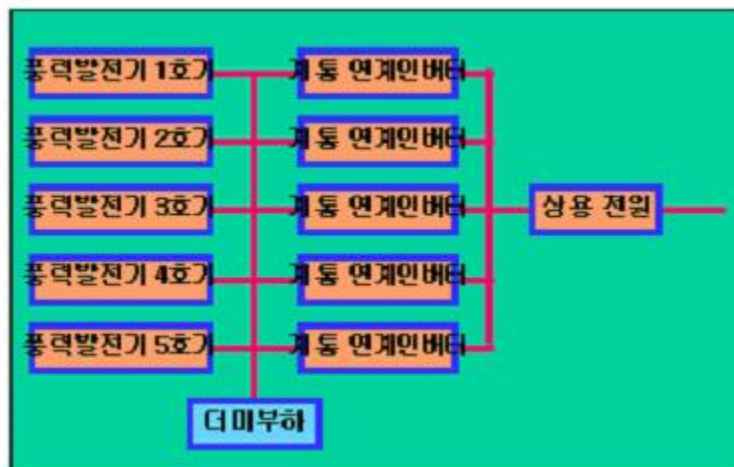 풍력발전기 1호기 계통 연계인버터
풍력발전기 2호기 계통 연계인버터
풍력발전기 3호기 계통 연계인버터
상용 전원
풍력발전기 4호기 계통 연계인버터
풍력발전기 5호기 계통 연계인버터
더미부하